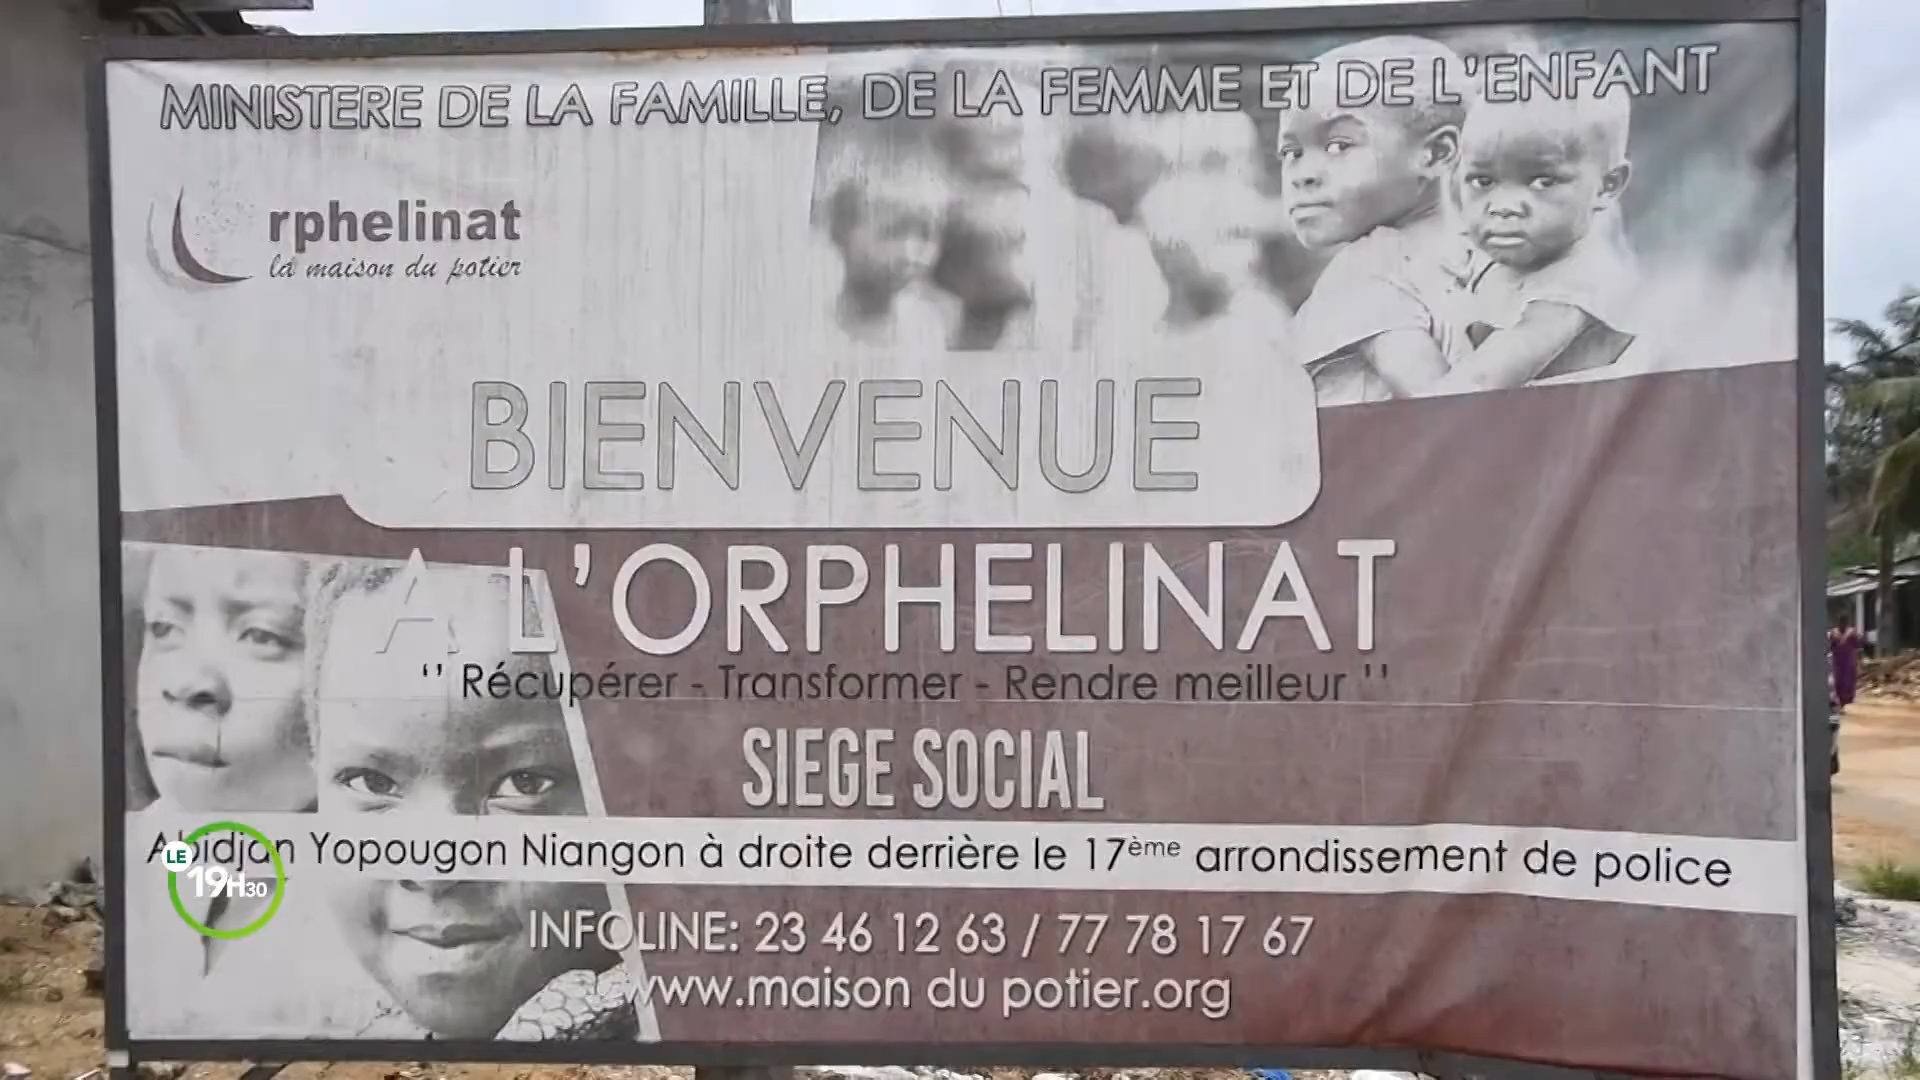 MINISTERE DE LA FAMILLE, DE LA FEMME ET DE L'ENFANT
Orphelinat
la maison du potier
BIENVENUE
A L'ORPHELINAT
'' Récupérer - Transformer - Rendre meilleur ''
SIEGE SOCIAL
Abidjan Yopougon Niangon à droite derrière le 17ème arrondissement de police
LE
19H30
INFOLINE: 23 46 12 63 / 77 78 17 67
www.maison du potier.org